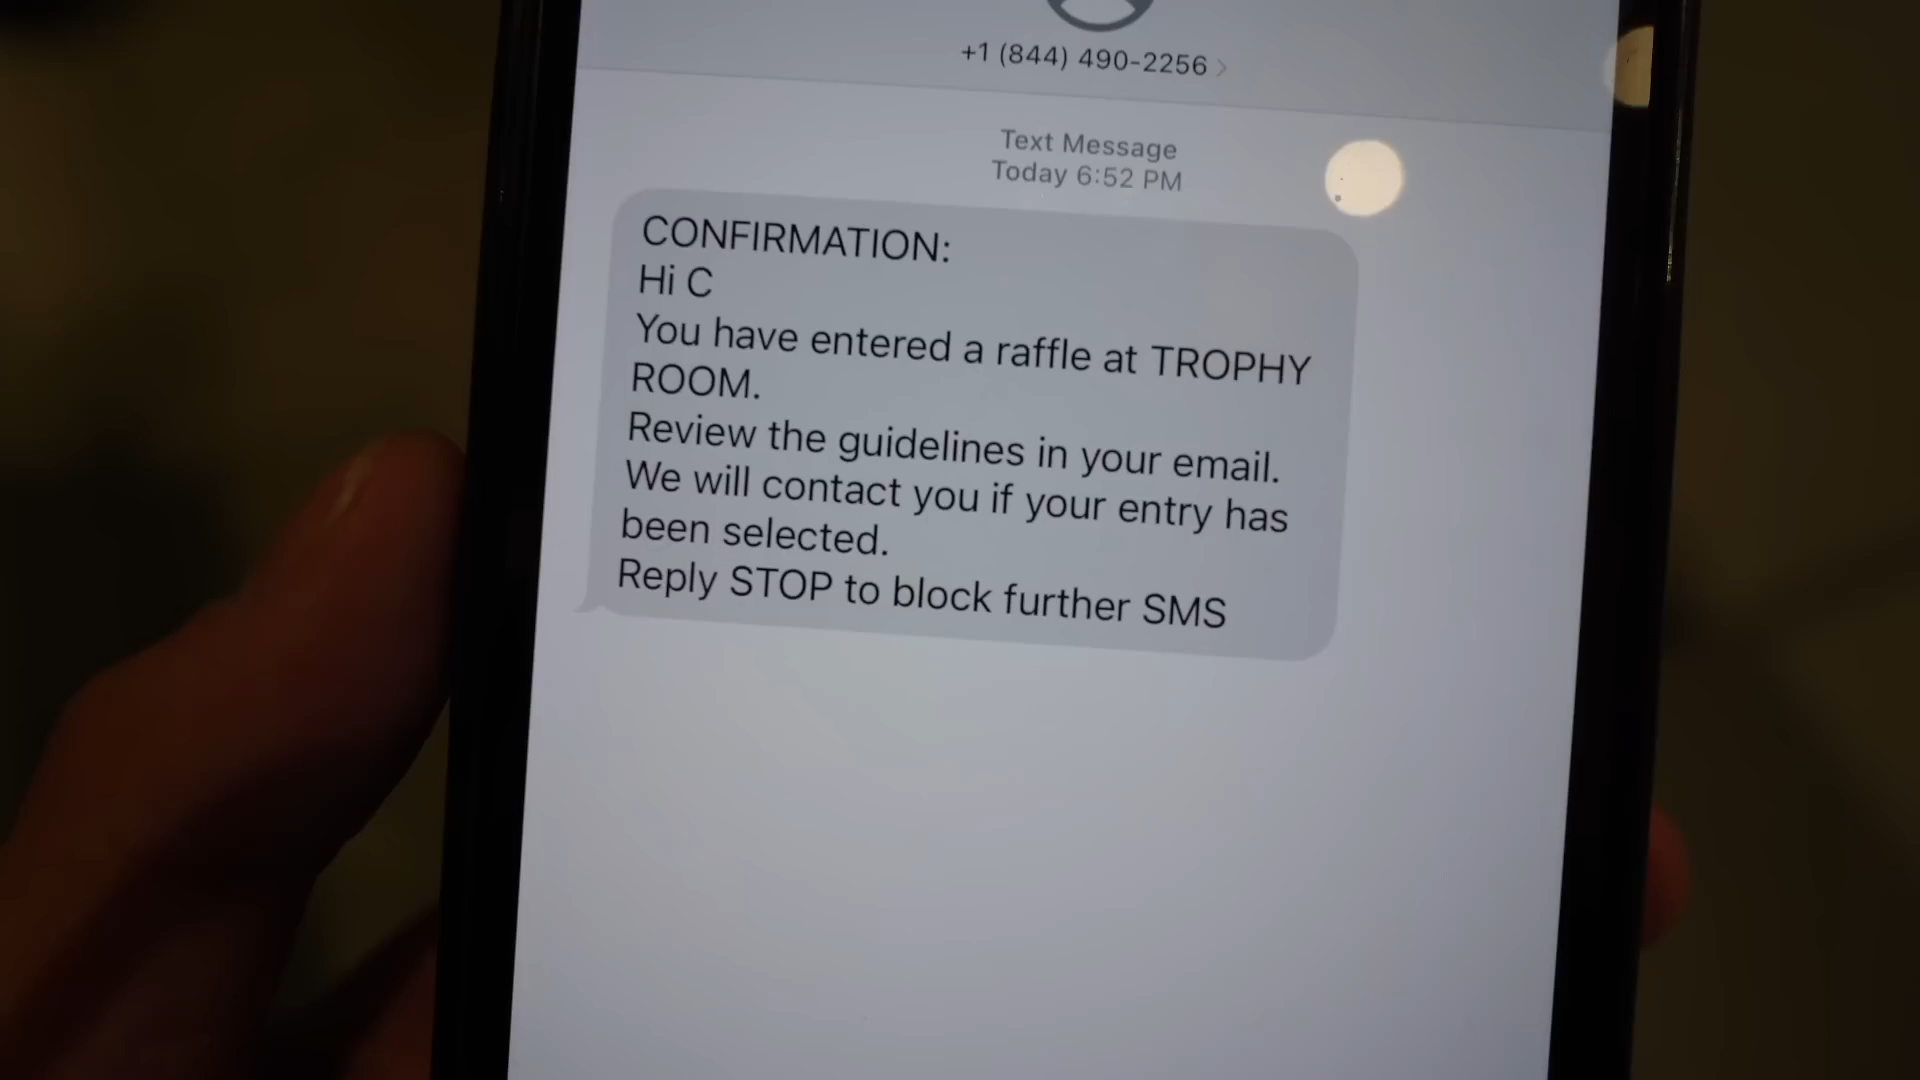 +1 (844) 490-2256 >
Text Message
Today 6:52 PM
CONFIRMATION:
Hi C
You have entered a raffle at TROPHY
ROOM.
Review the guidelines in your email.
We will contact you if your entry has
been selected.
Reply STOP to block further SMS